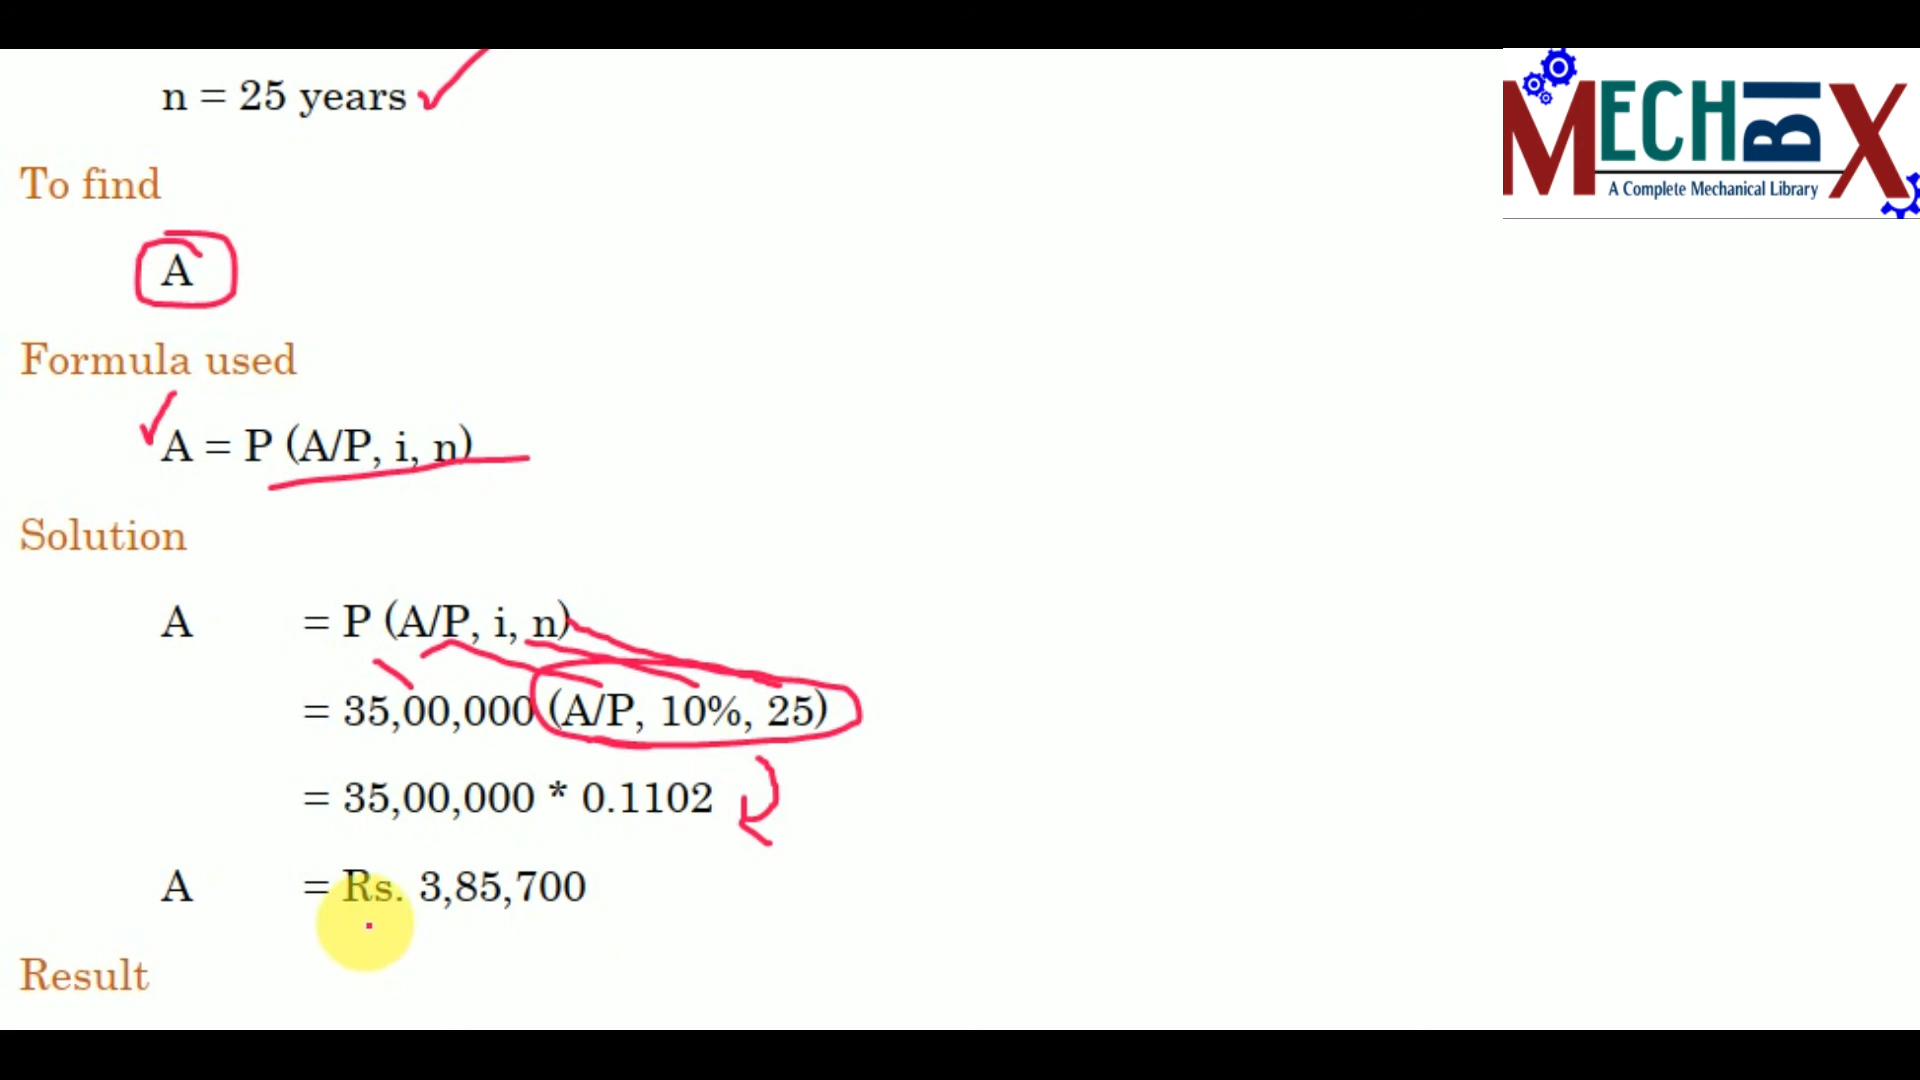 n = 25 years
MECHBIX
A Complete Mechanical Library
To find
A
Formula used
A = P (A/P, i, n)
Solution
A = P (A/P, i, n)
= 35,00,000 (A/P, 10%, 25)
= 35,00,000 * 0.1102
A = Rs. 3,85,700
Result